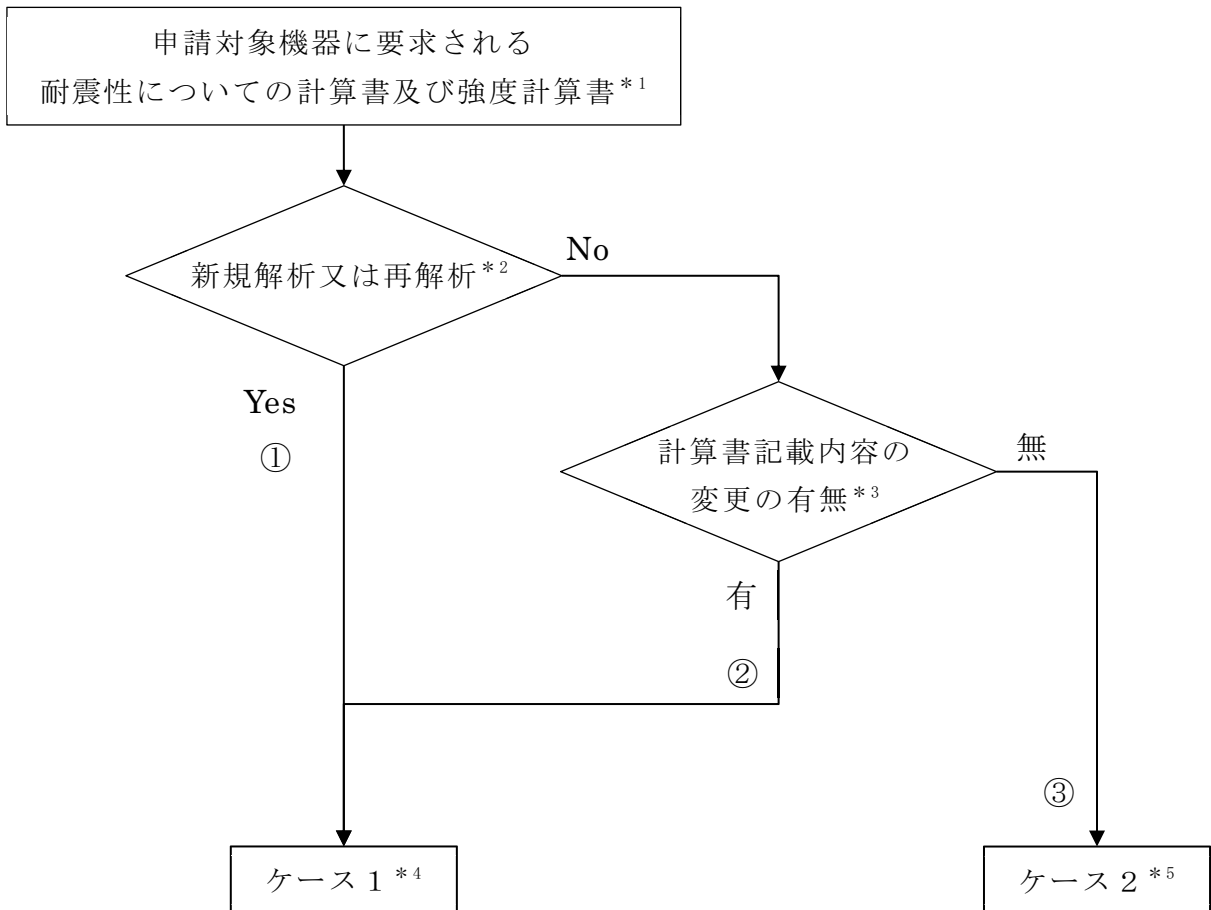 申請対象機器に要求される
耐震性についての計算書及び強度計算書*1
新規解析又は再解析*2
No
Yes
①
計算書記載内容の
変更の有無*3
無
有
②
③
ケース1*4
ケース2*5